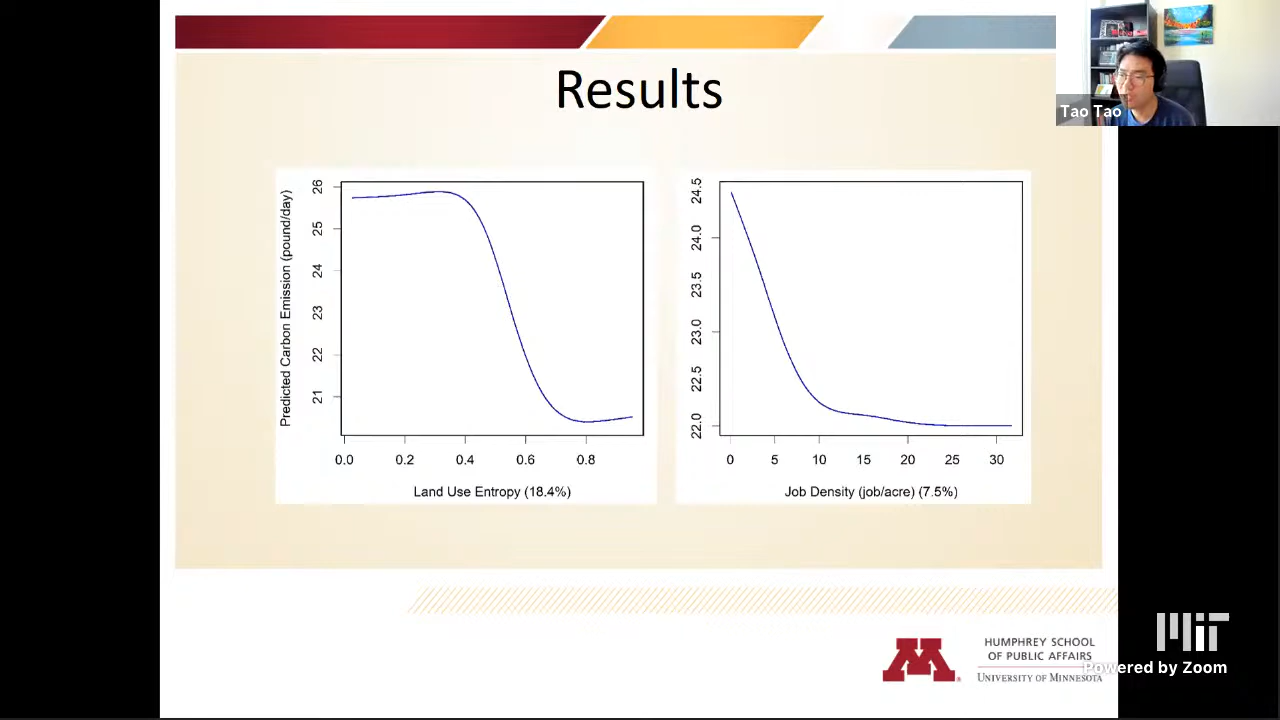 Results
Tao Tao
Predicted Carbon Emission (pound/day)
26
25
24
23
22
21
0.0 0.2 0.4 0.6 0.8
Land Use Entropy (18.4%)
24.5
24.0
23.5
23.0
22.5
22.0
0 5 10 15 20 25 30
Job Density (job/acre) (7.5%)
M
HUMPHREY SCHOOL
OF PUBLIC AFFAIRS
UNIVERSITY OF MINNESOTA
MIT
Powered by Zoom